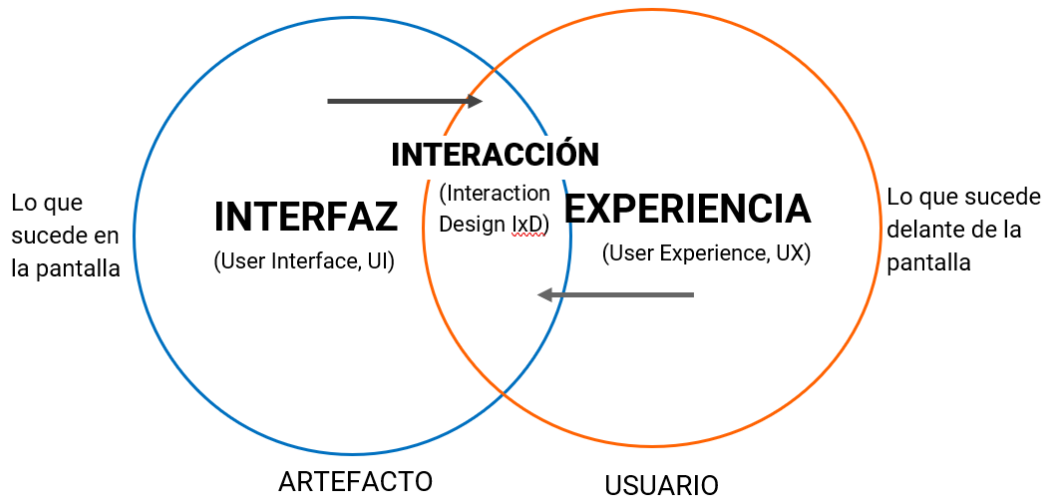 INTERACCIÓN
(Interaction
Design IxD)
Lo que
sucede en
la pantalla
INTERFAZ
(User Interface, UI)
EXPERIENCIA
(User Experience, UX)
Lo que sucede
delante de la
pantalla
ARTEFACTO
USUARIO